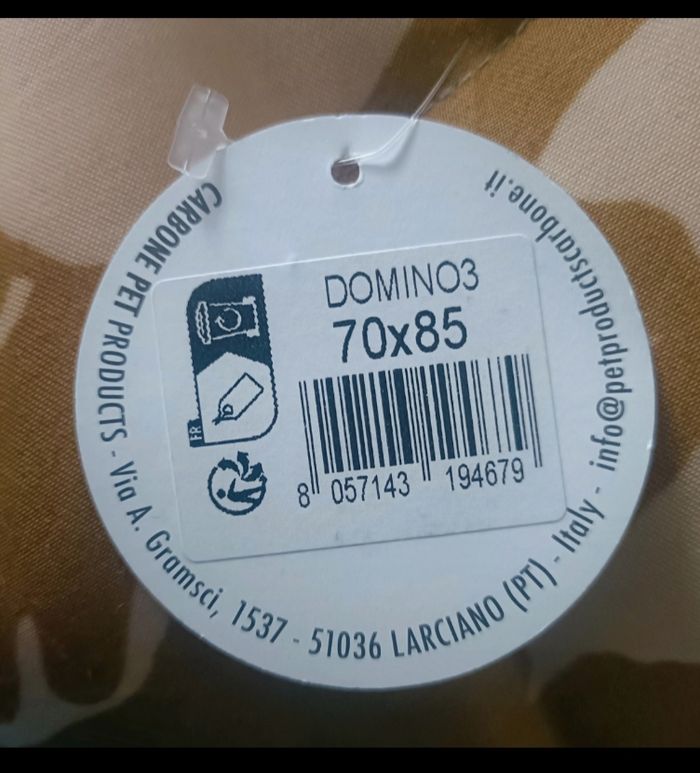 CARBONE PET PRODUCTS - Via A. Gramsci, 1537 - 51036 LARCIANO (PT) - Italy - info@petproductscarbone.it
DOMINO3
70x85
FR
8 057143 194679